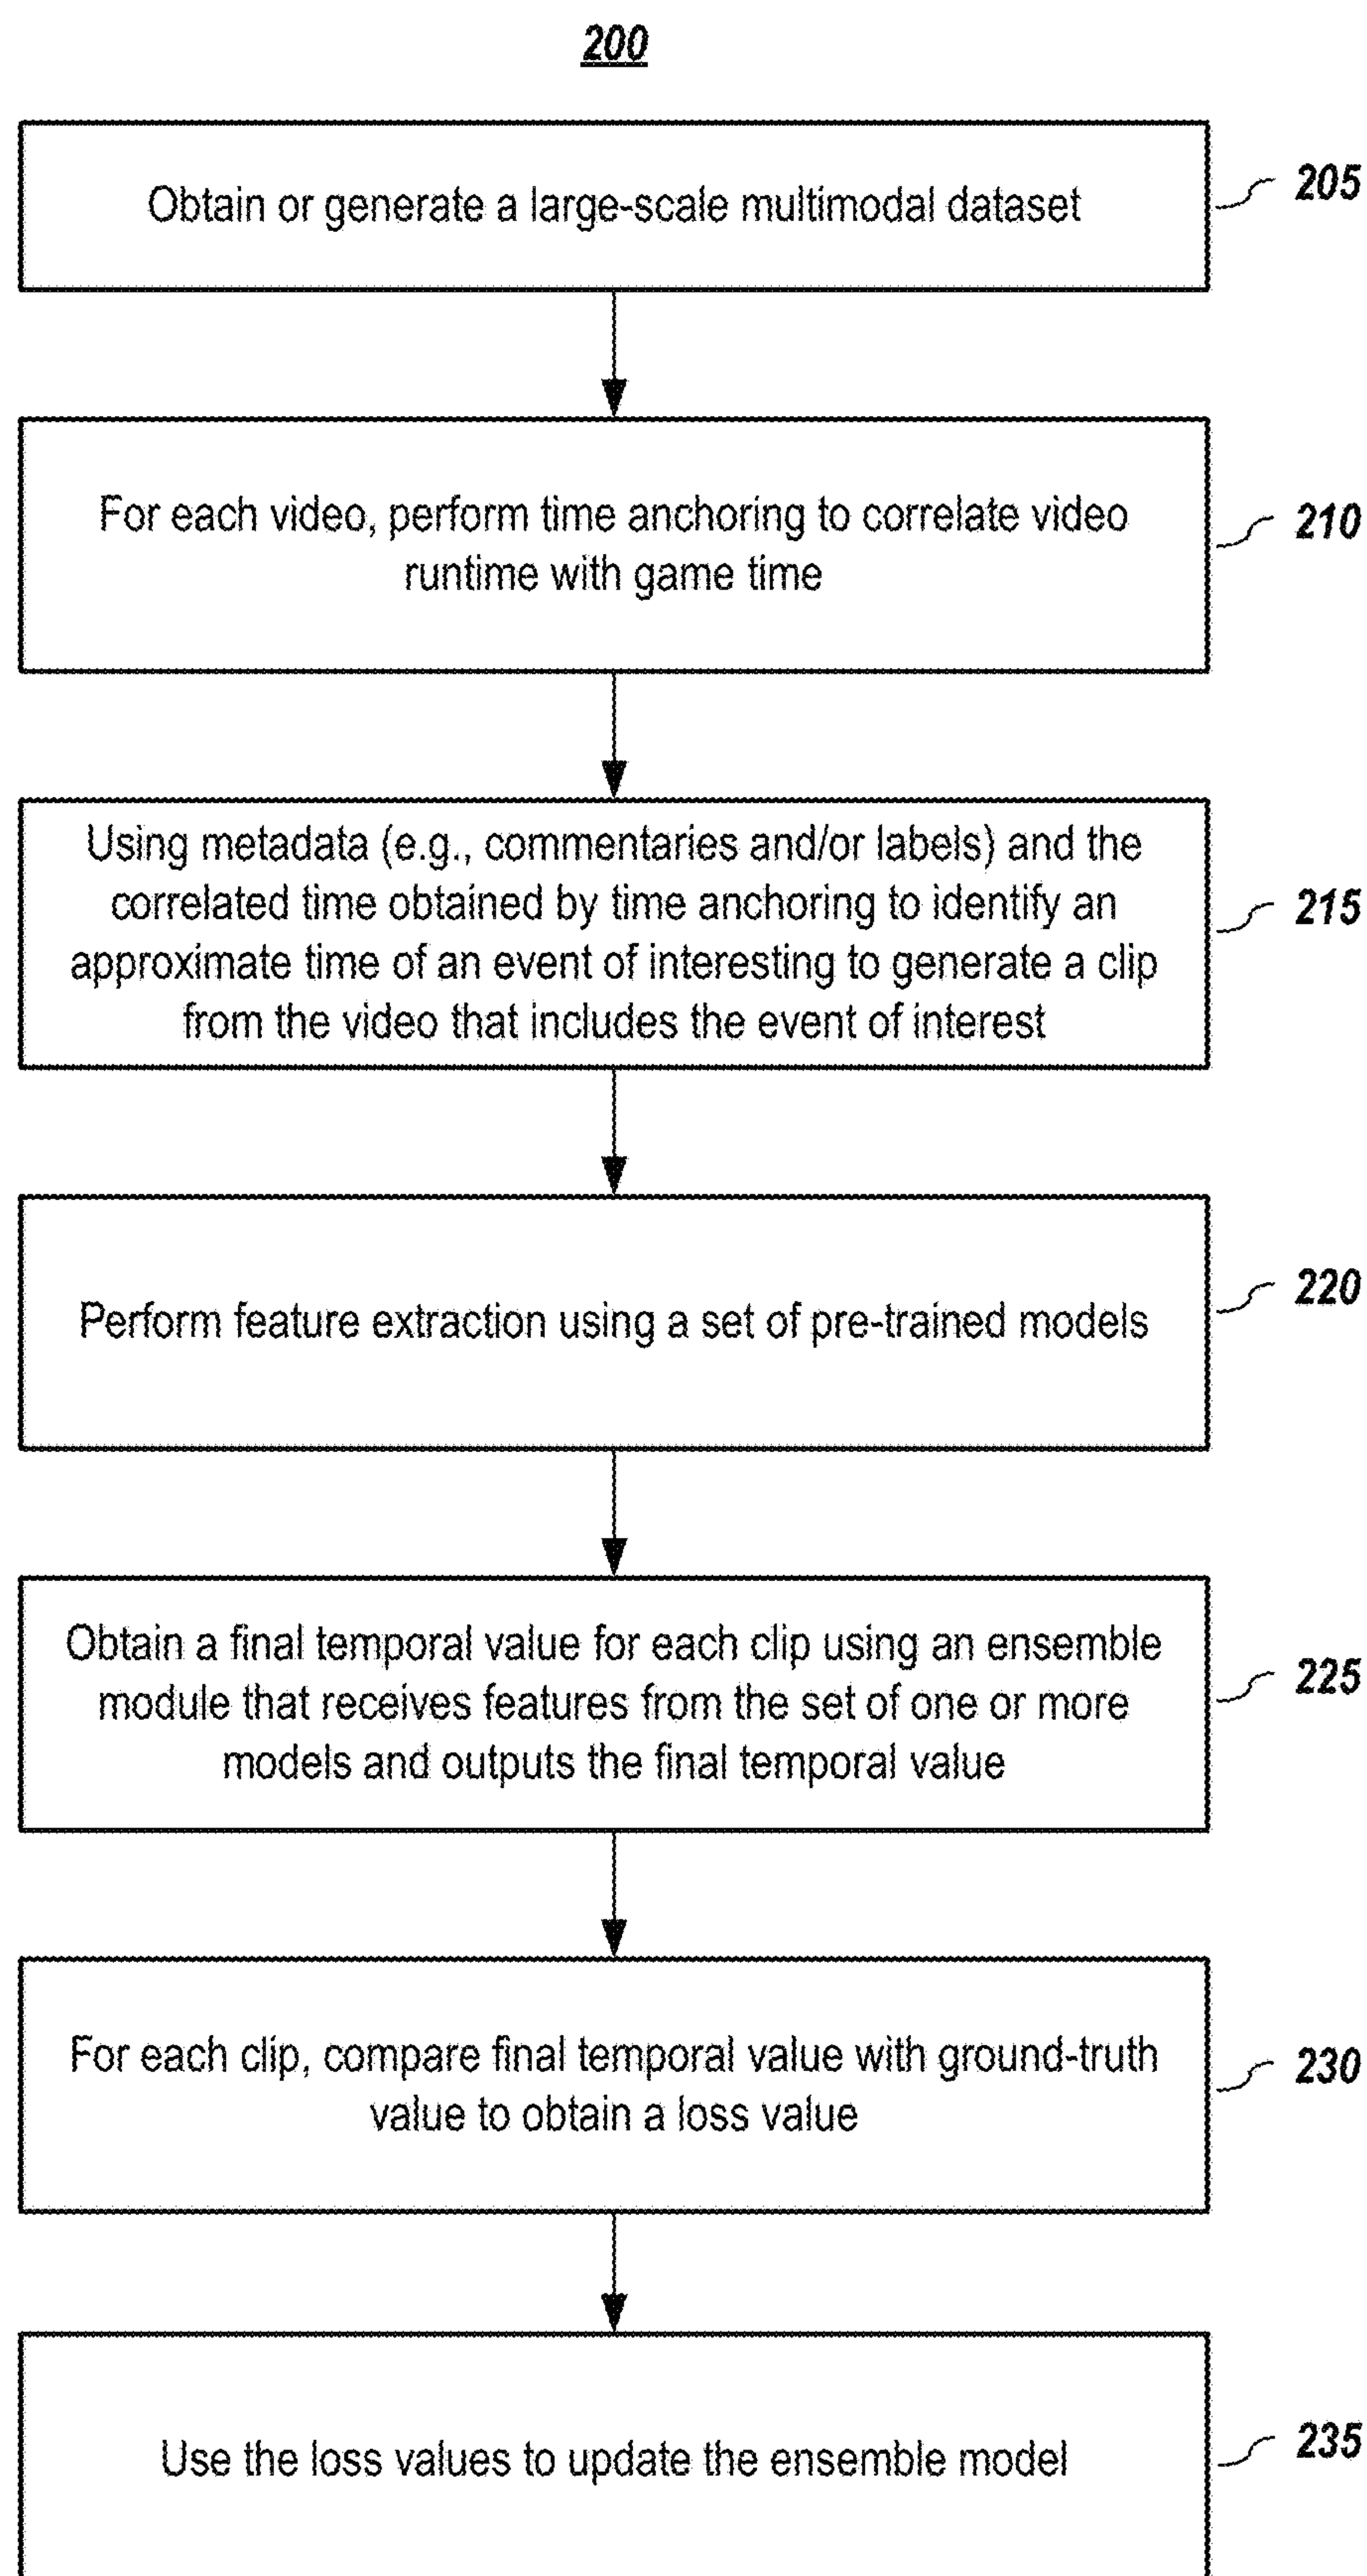 200
Obtain or generate a large-scale multimodal dataset
205
For each video, perform time anchoring to correlate video
runtime with game time
210
Using metadata (e.g., commentaries and/or labels) and the
correlated time obtained by time anchoring to identify an
approximate time of an event of interesting to generate a clip
from the video that includes the event of interest
215
Perform feature extraction using a set of pre-trained models
220
Obtain a final temporal value for each clip using an ensemble
module that receives features from the set of one or more
models and outputs the final temporal value
225
For each clip, compare final temporal value with ground-truth
value to obtain a loss value
230
Use the loss values to update the ensemble model
235